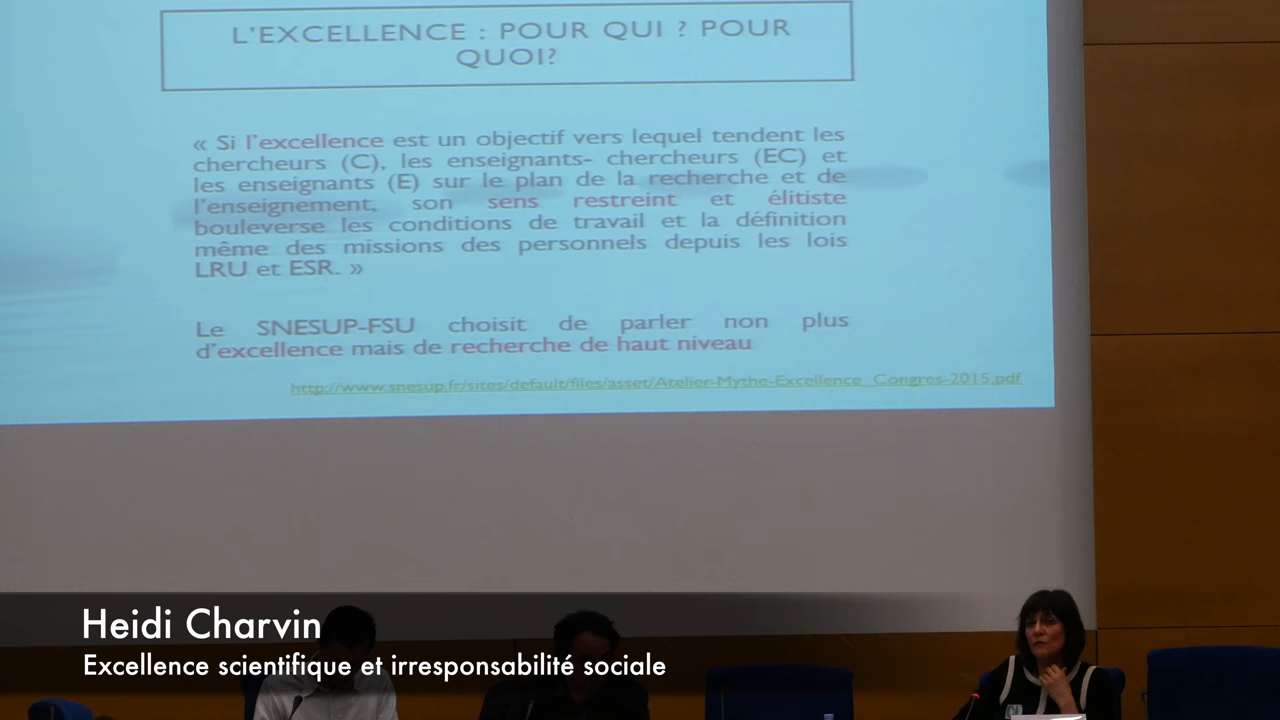 L'EXCELLENCE : POUR QUI ? POUR
QUOI?
« Si l'excellence est un objectif vers lequel tendent les
chercheurs (C), les enseignants- chercheurs (EC) et
les enseignants (E) sur le plan de la recherche et de
l'enseignement, son sens restreint et élitiste
bouleverse les conditions de travail et la définition
même des missions des personnels depuis les lois
LRU et ESR. »
Le SNESUP-FSU choisit de parler non plus
d'excellence mais de recherche de haut niveau
http://www.snesup.fr/sites/default/files/asset/Atelier-Mythe-Excellence_Congres-2015.pdf
Heidi Charvin
Excellence scientifique et irresponsabilité sociale